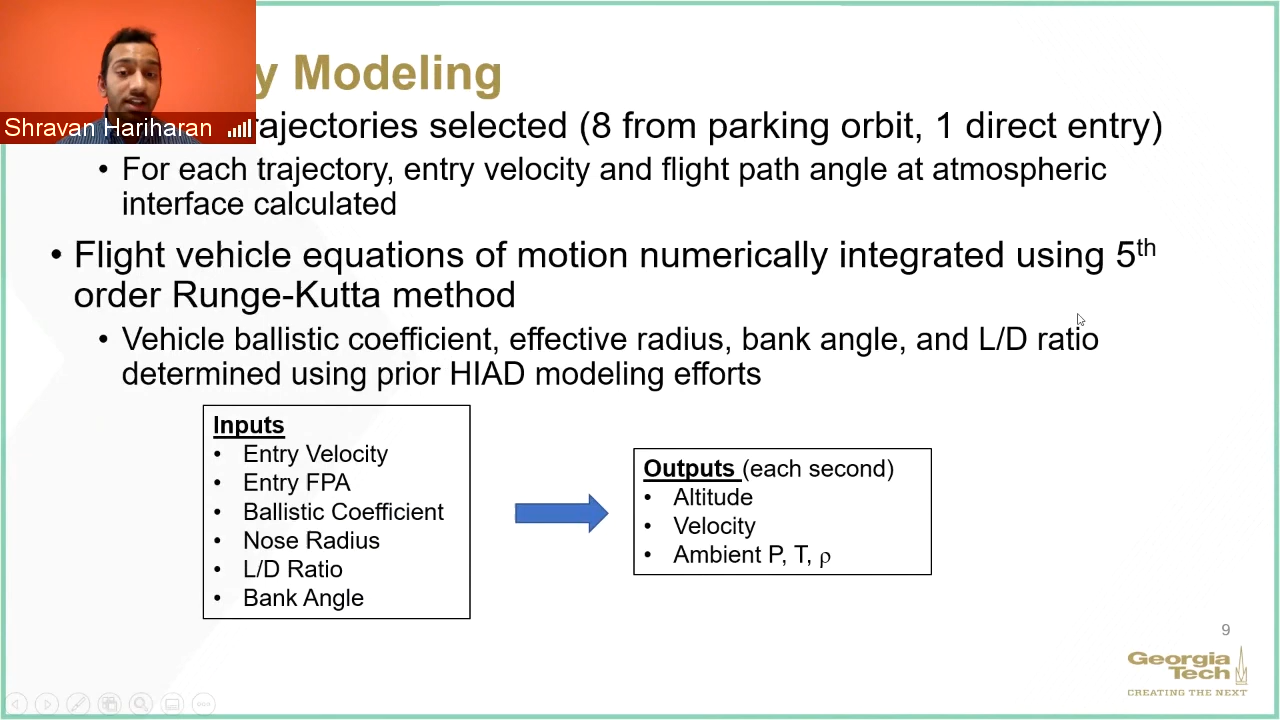 y Modeling
Shravan Hariharan
rajectories selected (8 from parking orbit, 1 direct entry)
• For each trajectory, entry velocity and flight path angle at atmospheric
interface calculated
• Flight vehicle equations of motion numerically integrated using 5th
order Runge-Kutta method
• Vehicle ballistic coefficient, effective radius, bank angle, and L/D ratio
determined using prior HIAD modeling efforts
Inputs
• Entry Velocity
• Entry FPA
• Ballistic Coefficient
• Nose Radius
• L/D Ratio
• Bank Angle
Outputs (each second)
• Altitude
• Velocity
• Ambient P, T, ρ
9
Georgia
Tech
CREATING THE NEXT